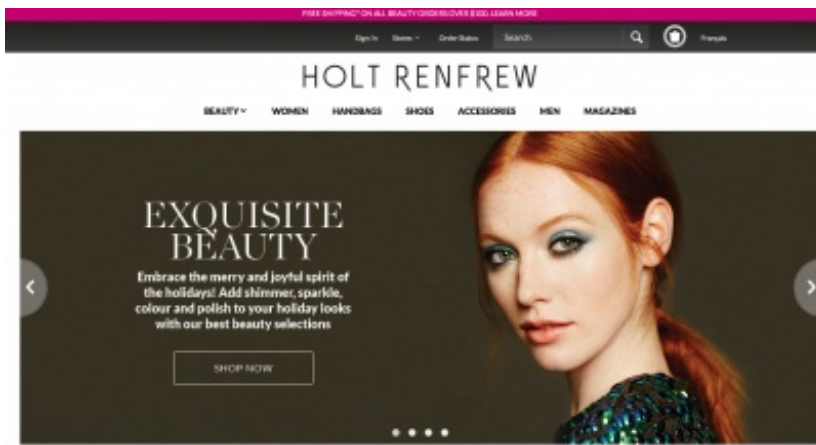 FREE SHIPPING* ON ALL BEAUTY ORDERS OVER $100. LEARN MORE
Sign In Stores Order Status Search Français
HOLT RENFREW
BEAUTY WOMEN HANDBAGS SHOES ACCESSORIES MEN MAGAZINES
EXQUISITE
BEAUTY
Embrace the merry and joyful spirit of
the holidays! Add shimmer, sparkle,
colour and polish to your holiday looks
with our best beauty selections
SHOP NOW